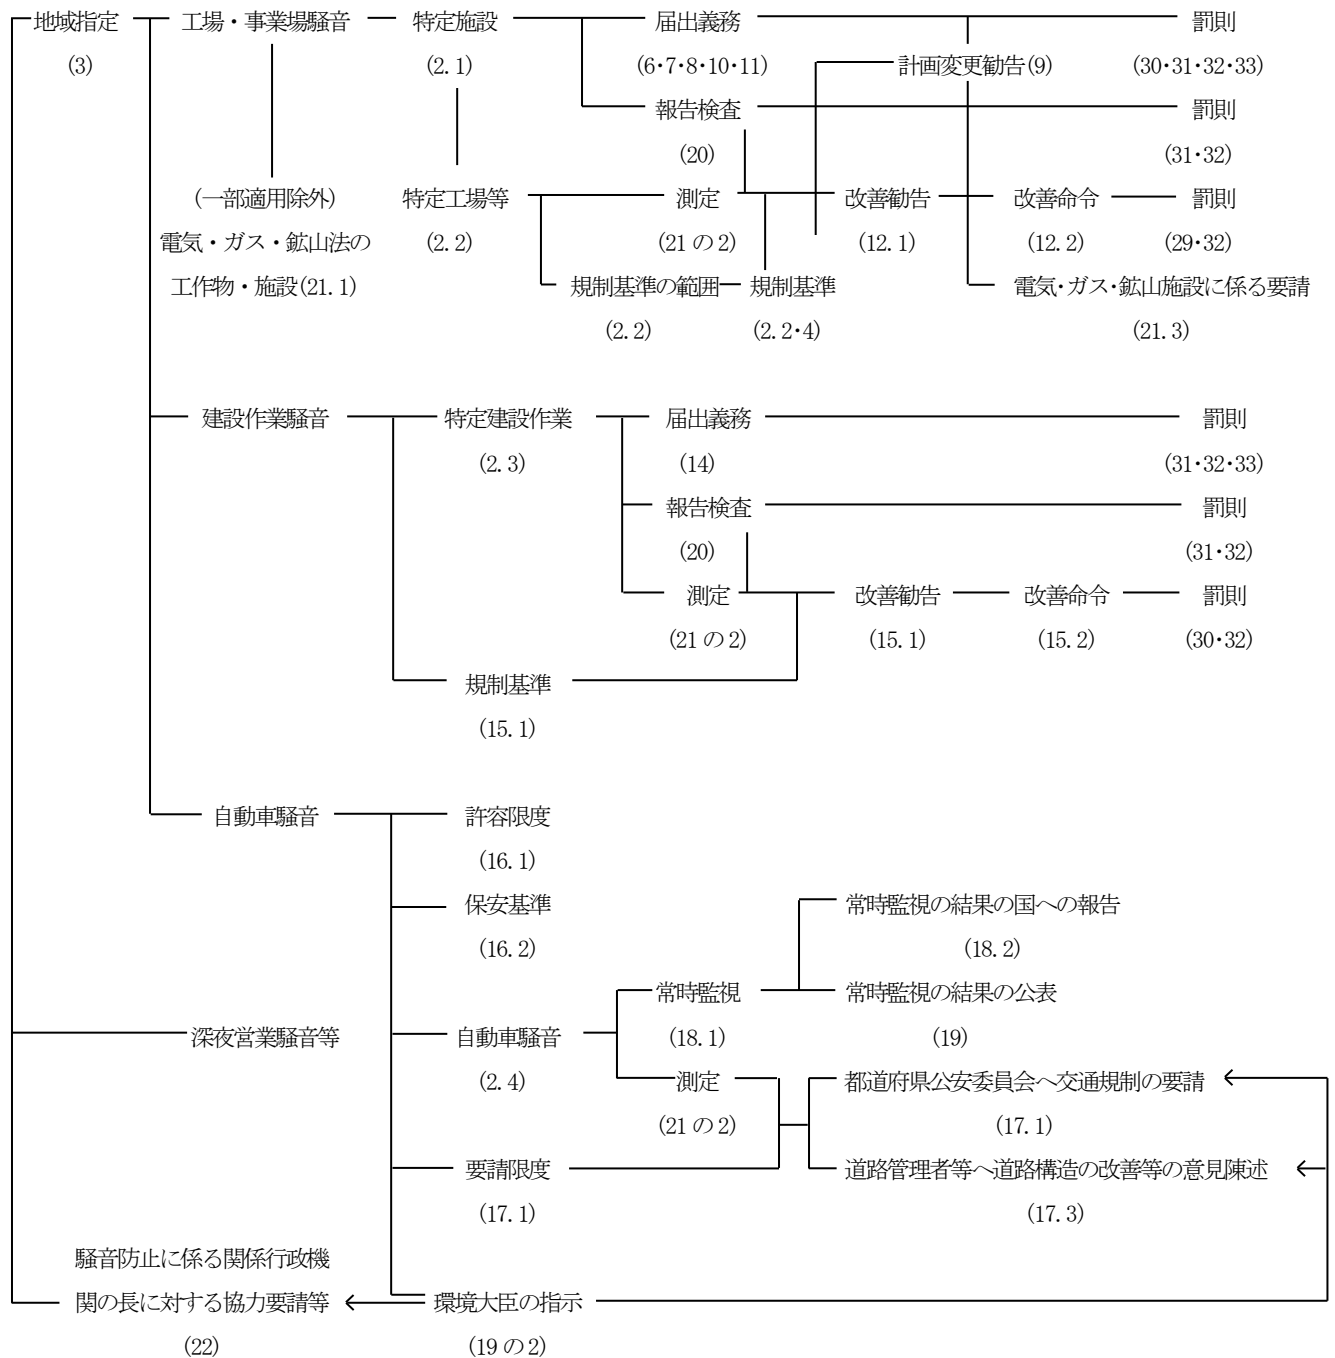 地域指定 工場・事業場騒音 特定施設 届出義務 罰則
(3) (2.1) (6･7･8･10･11) 計画変更勧告(9) (30･31･32･33)
報告検査 罰則
(20) (31･32)
(一部適用除外) 特定工場等 測定 改善勧告 改善命令 罰則
電気・ガス・鉱山法の (2.2) (21の2) (12.1) (12.2) (29･32)
工作物・施設(21.1) 規制基準の範囲 規制基準 電気･ガス･鉱山施設に係る要請
(2.2) (2.2･4) (21.3)
建設作業騒音 特定建設作業 届出義務 罰則
(2.3) (14) (31･32･33)
報告検査 罰則
(20) (31･32)
測定 改善勧告 改善命令 罰則
(21の2) (15.1) (15.2) (30･32)
規制基準
(15.1)
自動車騒音 許容限度
(16.1)
保安基準 常時監視の結果の国への報告
(16.2) (18.2)
常時監視 常時監視の結果の公表
深夜営業騒音等 自動車騒音 (18.1) (19)
(2.4) 測定 都道府県公安委員会へ交通規制の要請
(21の2) (17.1)
要請限度 道路管理者等へ道路構造の改善等の意見陳述
(17.1) (17.3)
騒音防止に係る関係行政機
関の長に対する協力要請等 環境大臣の指示
(22) (19の2)